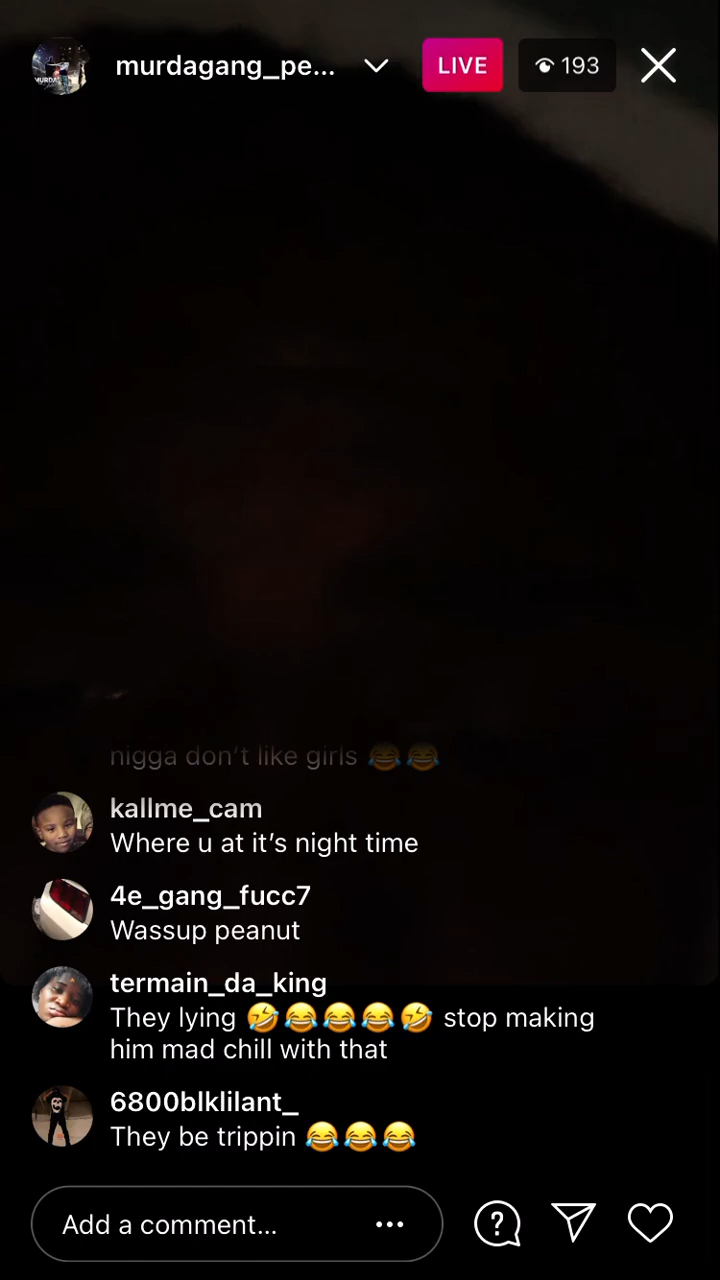 murdagang_pe...
LIVE
193
nigga don't like girls 😂😂
kallme_cam
Where u at it's night time
4e_gang_fucc7
Wassup peanut
termain_da_king
They lying 🤣😂😂😂🤣 stop making
him mad chill with that
6800blklilant_
They be trippin 😂😂😂
Add a comment...